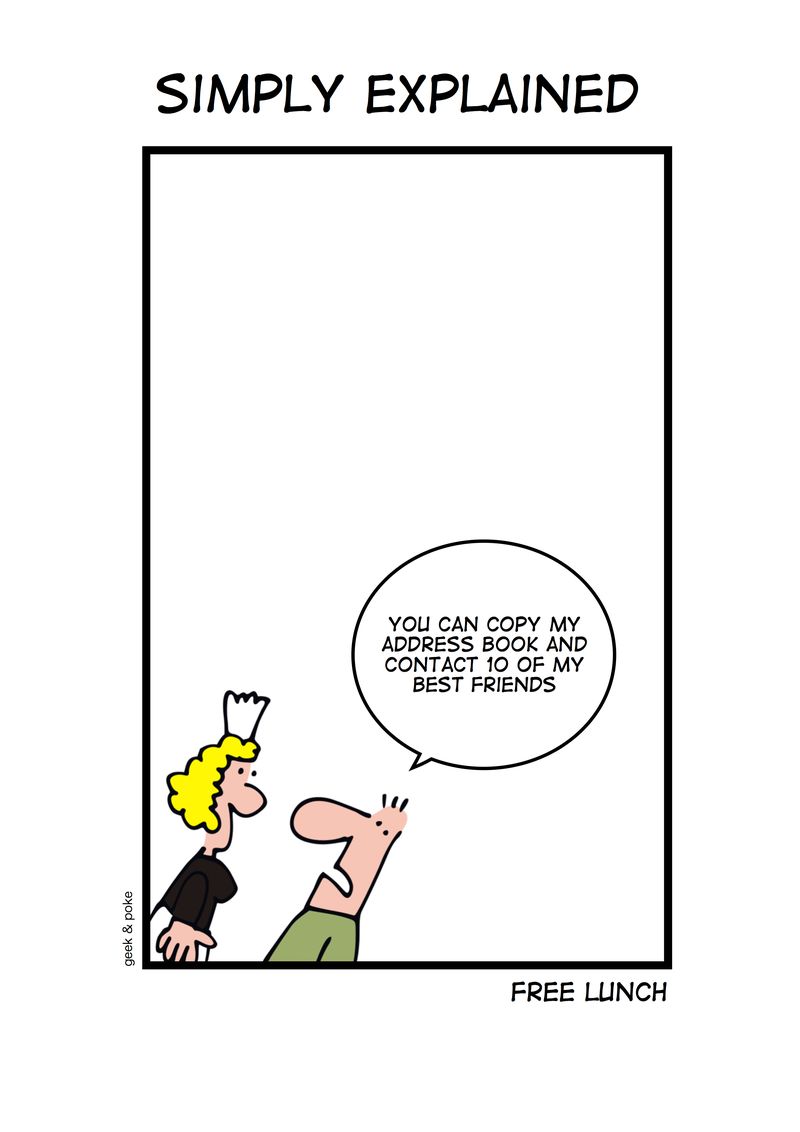 SIMPLY EXPLAINED
YOU CAN COPY MY
ADDRESS BOOK AND
CONTACT 10 OF MY
BEST FRIENDS
geek & poke
FREE LUNCH